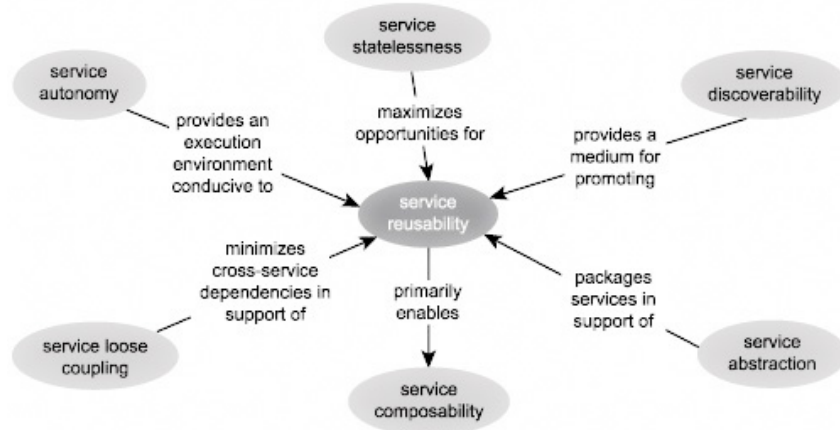 service
statelessness
service
autonomy
service
discoverability
maximizes
opportunities for
provides an
execution
environment
conducive to
provides a
medium for
promoting
service
reusability
minimizes
cross-service
dependencies in
support of
primarily
enables
packages
services in
support of
service loose
coupling
service
composability
service
abstraction